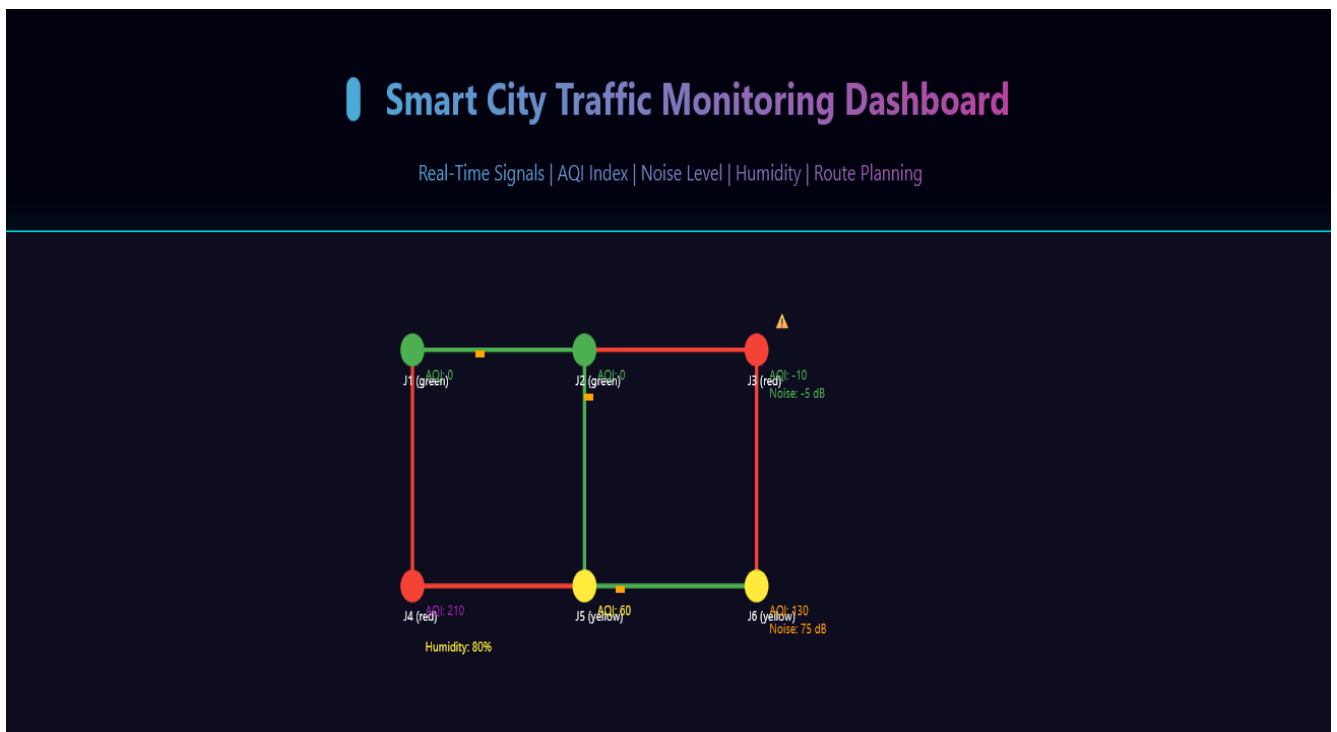 Smart City Traffic Monitoring Dashboard
Real-Time Signals | AQI Index | Noise Level | Humidity | Route Planning
AQI: 0
J1 (green)
AQI: 0
J2 (green)
AQI: -10
J3 (red)
Noise: -5 dB
AQI: 210
J4 (red)
Humidity: 80%
AQI: 60
J5 (yellow)
AQI: 130
J6 (yellow)
Noise: 75 dB